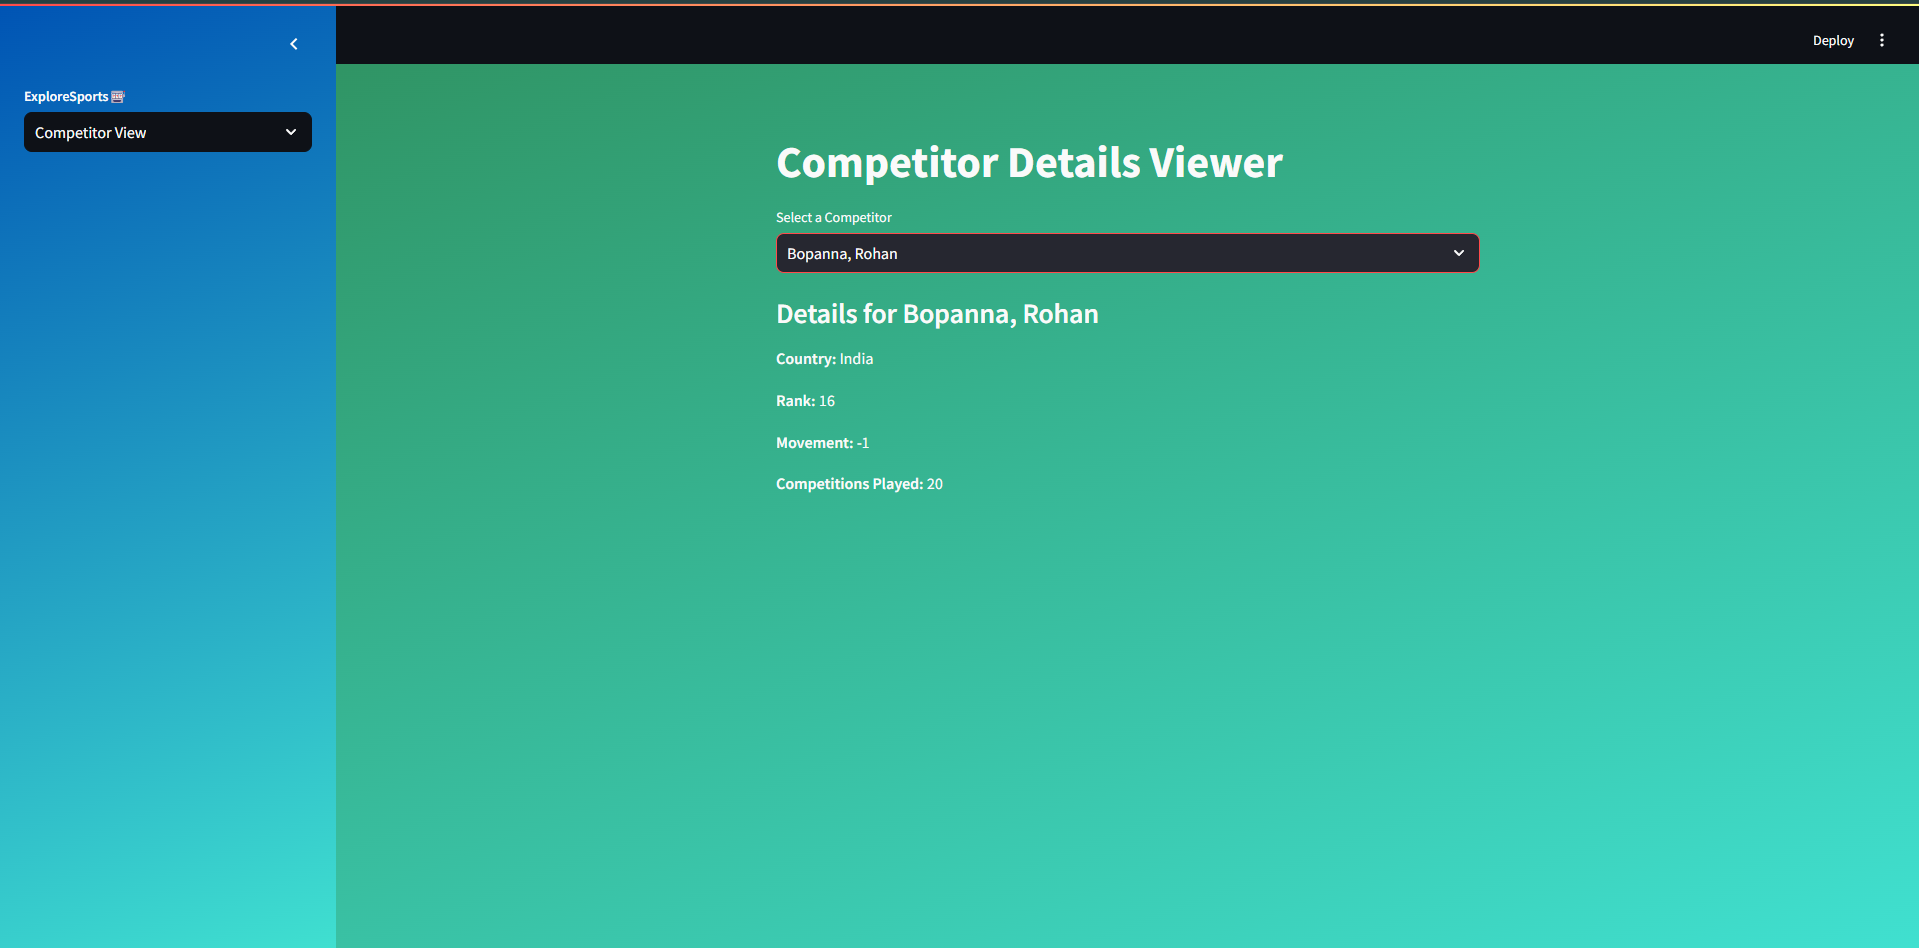 Deploy
ExploreSports
Competitor View
Competitor Details Viewer
Select a Competitor
Bopanna, Rohan
Details for Bopanna, Rohan
Country: India
Rank: 16
Movement: -1
Competitions Played: 20